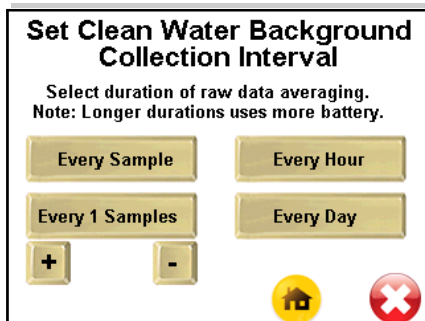 Set Clean Water Background
Collection Interval
Select duration of raw data averaging.
Note: Longer durations uses more battery.
Every Sample
Every Hour
Every 1 Samples
Every Day
+
-